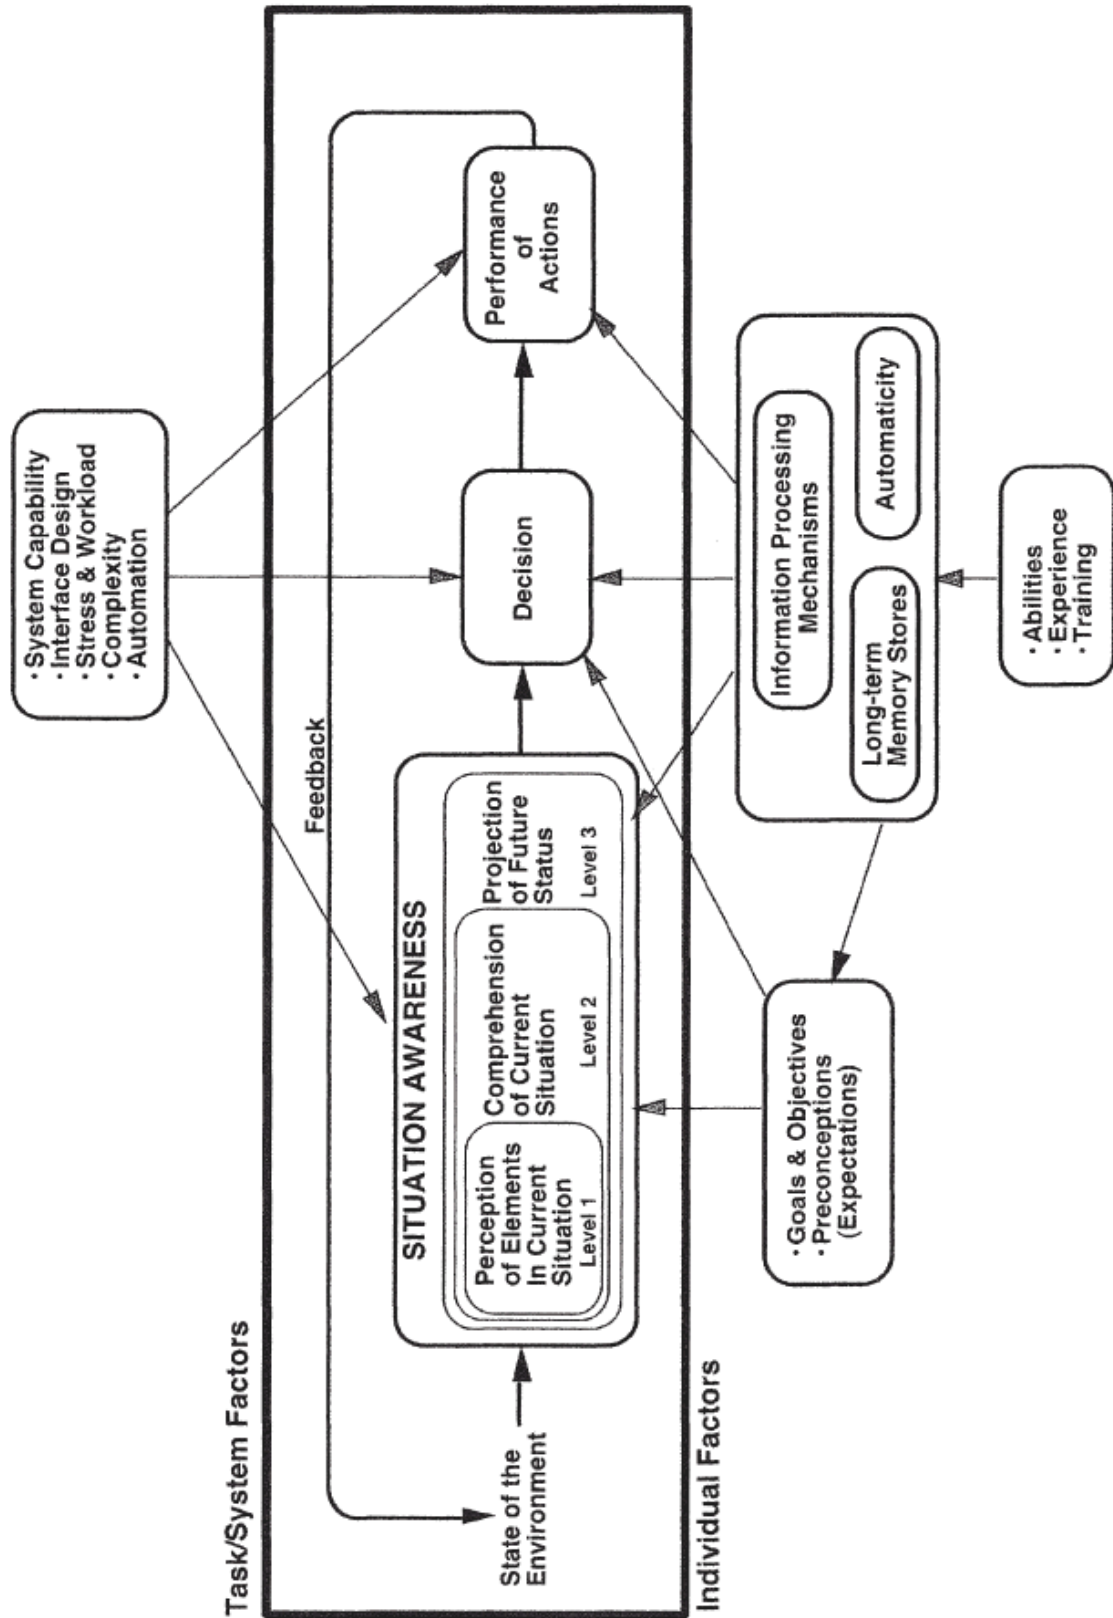 Task/System Factors
· System Capability
· Interface Design
· Stress & Workload
· Complexity
· Automation
Feedback
SITUATION AWARENESS
Perception
of Elements
In Current
Situation
Level 1
Comprehension
of Current
Situation
Level 2
Projection
of Future
Status
Level 3
State of the
Environment
Decision
Performance
of
Actions
Individual Factors
· Goals & Objectives
· Preconceptions
(Expectations)
Information Processing
Mechanisms
Long-term
Memory Stores
Automaticity
· Abilities
· Experience
· Training